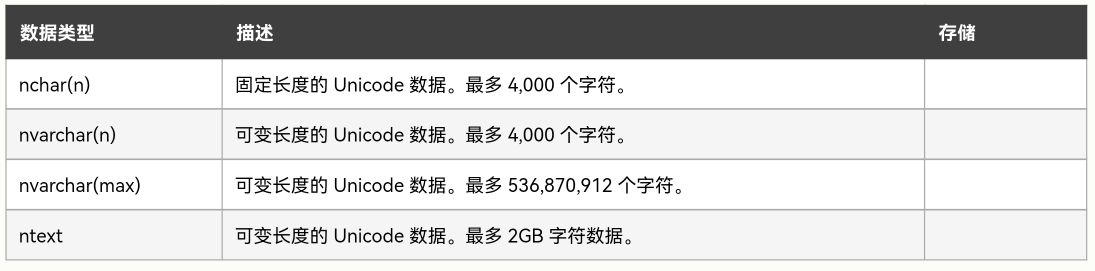 数据类型 描述 存储
nchar(n) 固定长度的 Unicode 数据。最多 4,000 个字符。
nvarchar(n) 可变长度的 Unicode 数据。最多 4,000 个字符。
nvarchar(max) 可变长度的 Unicode 数据。最多 536,870,912 个字符。
ntext 可变长度的 Unicode 数据。最多 2GB 字符数据。